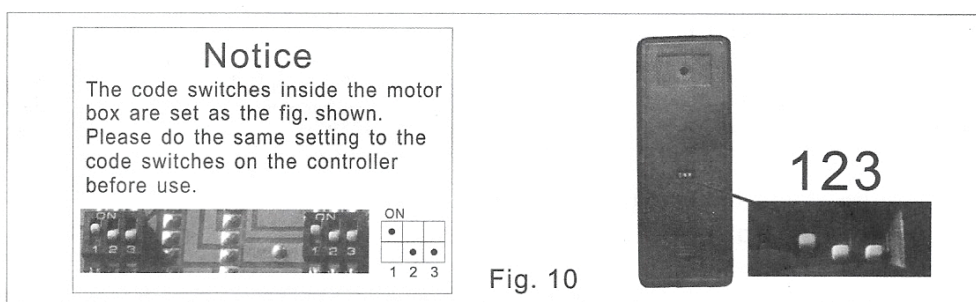 Notice
The code switches inside the motor
box are set as the fig. shown.
Please do the same setting to the
code switches on the controller
before use.
ON
1 2 3
ON
1 2 3
ON
1 2 3
Fig. 10
123